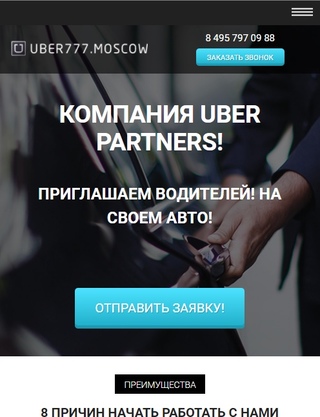 UBER777.MOSCOW
8 495 797 09 88
ЗАКАЗАТЬ ЗВОНОК
КОМПАНИЯ UBER
PARTNERS!
ПРИГЛАШАЕМ ВОДИТЕЛЕЙ! НА
СВОЕМ АВТО!
ОТПРАВИТЬ ЗАЯВКУ!
ПРЕИМУЩЕСТВА
8 ПРИЧИН НАЧАТЬ РАБОТАТЬ С НАМИ